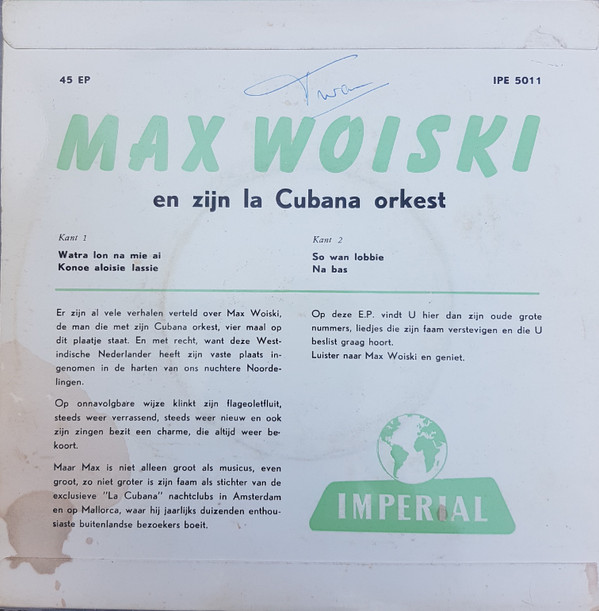 45 EP
IPE 5011
MAX WOISKI
en zijn la Cubana orkest
Kant 1
Watra lon na mie ai
Konoe aloisie lassie
Kant 2
So wan lobbie
Na bas
Er zijn al vele verhalen verteld over Max Woiski,
de man die met zijn Cubana orkest, vier maal op
dit plaatje staat. En met recht, want deze West-
indische Nederlander heeft zijn vaste plaats in-
genomen in de harten van ons nuchtere Noorde-
lingen.
Op onnavolgbare wijze klinkt zijn flageoletfluit,
steeds weer verrassend, steeds weer nieuw en ook
zijn zingen bezit een charme, die altijd weer be-
koort.
Maar Max is niet alleen groot als musicus, even
groot, zo niet groter is zijn faam als stichter van de
exclusieve "La Cubana" nachtclubs in Amsterdam
en op Mallorca, waar hij jaarlijks duizenden enthou-
siaste buitenlandse bezoekers boeit.
Op deze E.P. vindt U hier dan zijn oude grote
nummers, liedjes die zijn faam verstevigen en die U
beslist graag hoort.
Luister naar Max Woiski en geniet.
IMPERIAL